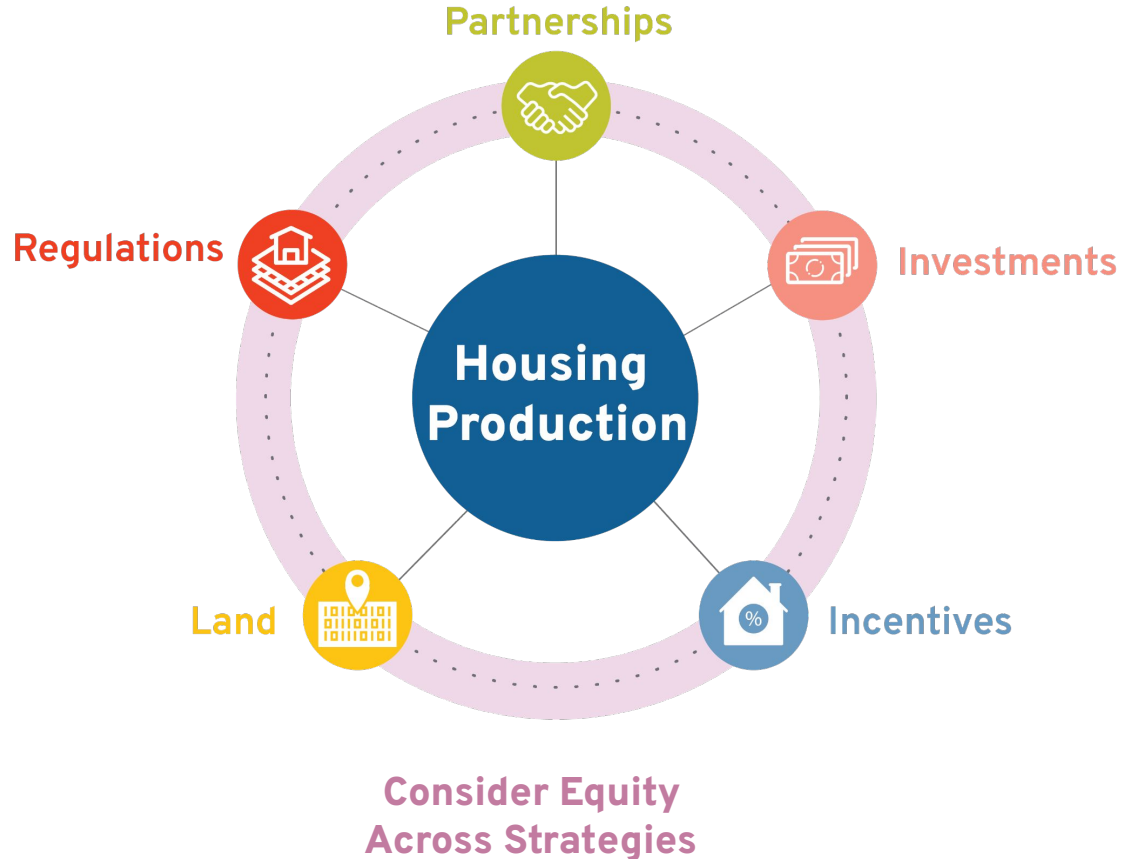 Partnerships
Regulations
Investments
Housing
Production
Land
%
Incentives
Consider Equity
Across Strategies